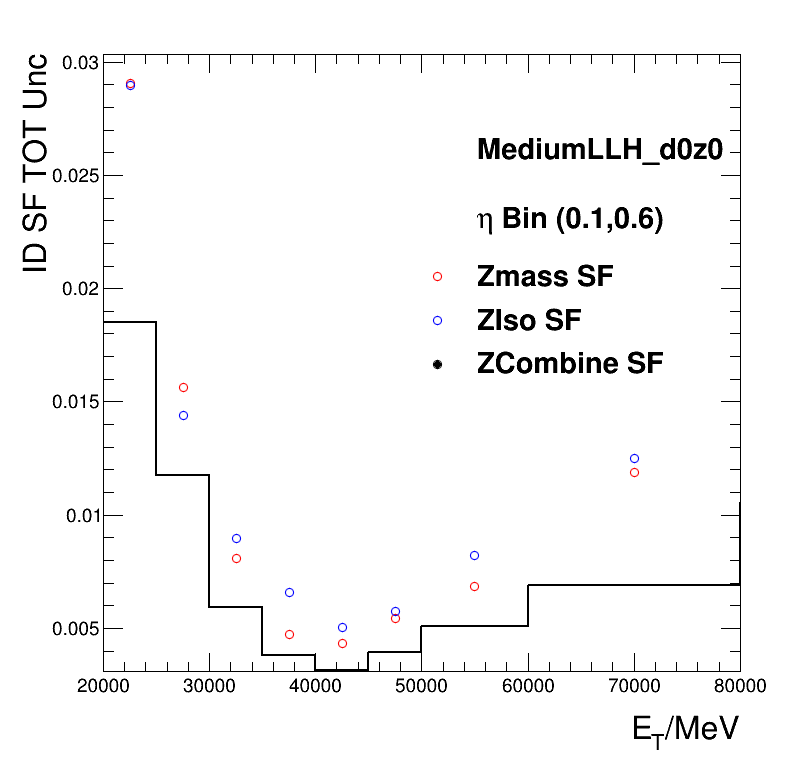 ID SF TOT Unc
0.03
0.025
0.02
0.015
0.01
0.005
MediumLLH_d0z0
η Bin (0.1,0.6)
Zmass SF
ZIso SF
ZCombine SF
20000 30000 40000 50000 60000 70000 80000
E_T/MeV